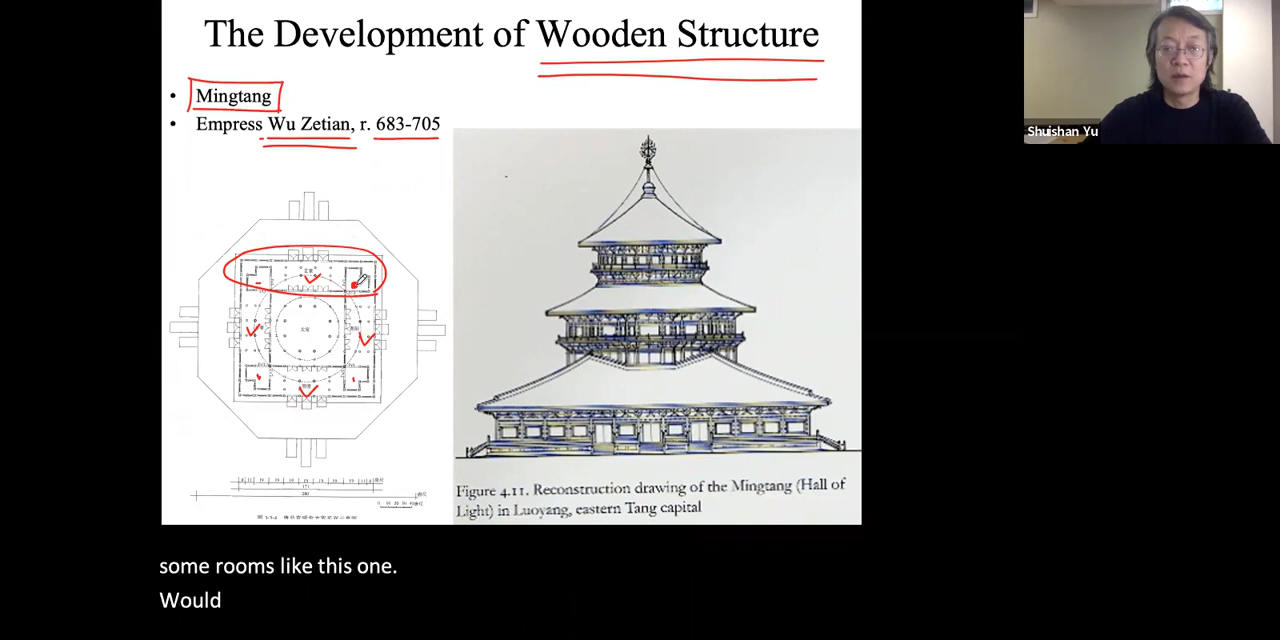 The Development of Wooden Structure
• Mingtang
• Empress Wu Zetian, r. 683-705
Figure 4.11. Reconstruction drawing of the Mingtang (Hall of
Light) in Luoyang, eastern Tang capital
Shuishan Yu
some rooms like this one.
Would